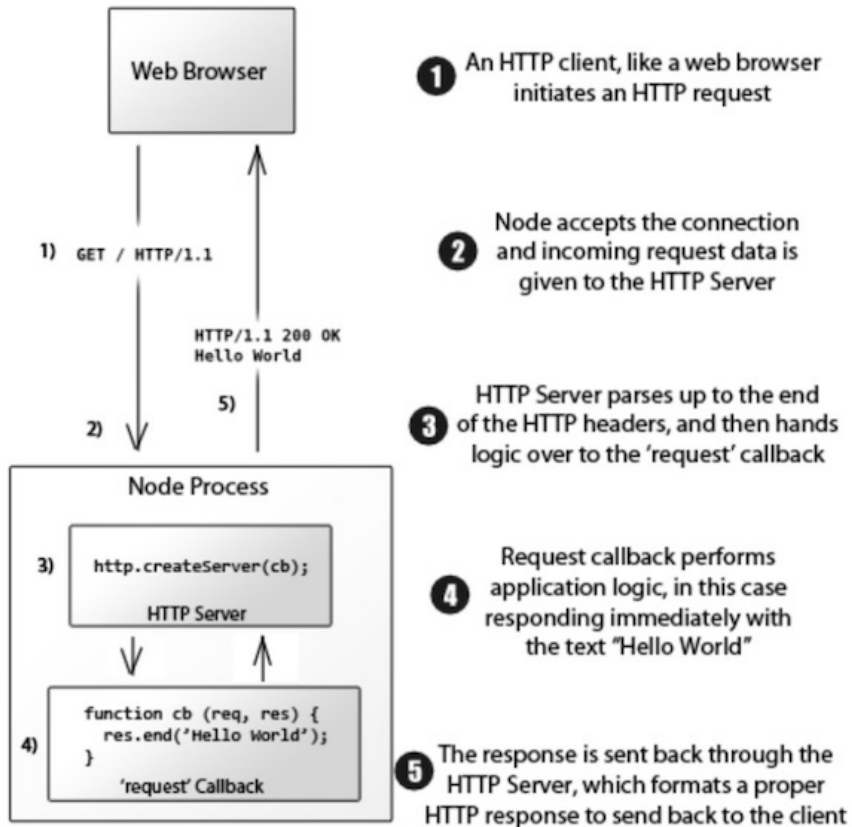 Web Browser
1) GET / HTTP/1.1
HTTP/1.1 200 OK
Hello World
5)
2)
Node Process
3) http.createServer(cb);
HTTP Server
4)
function cb (req, res) {
res.end('Hello World');
}
'request' Callback
1 An HTTP client, like a web browser
initiates an HTTP request
2 Node accepts the connection
and incoming request data is
given to the HTTP Server
3 HTTP Server parses up to the end
of the HTTP headers, and then hands
logic over to the 'request' callback
4 Request callback performs
application logic, in this case
responding immediately with
the text "Hello World"
5 The response is sent back through the
HTTP Server, which formats a proper
HTTP response to send back to the client